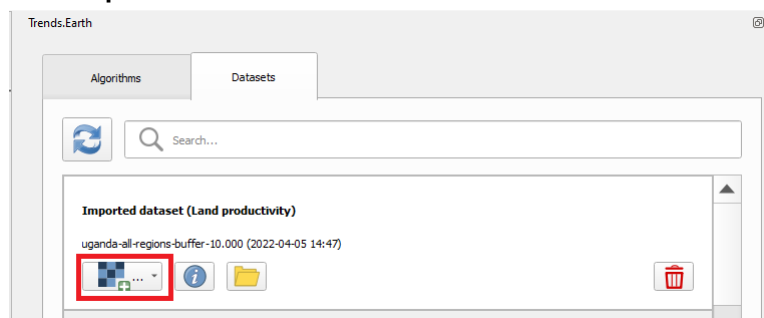 Trends.Earth
Algorithms
Datasets
Search...
Imported dataset (Land productivity)
uganda-all-regions-buffer-10.000 (2022-04-05 14:47)
...